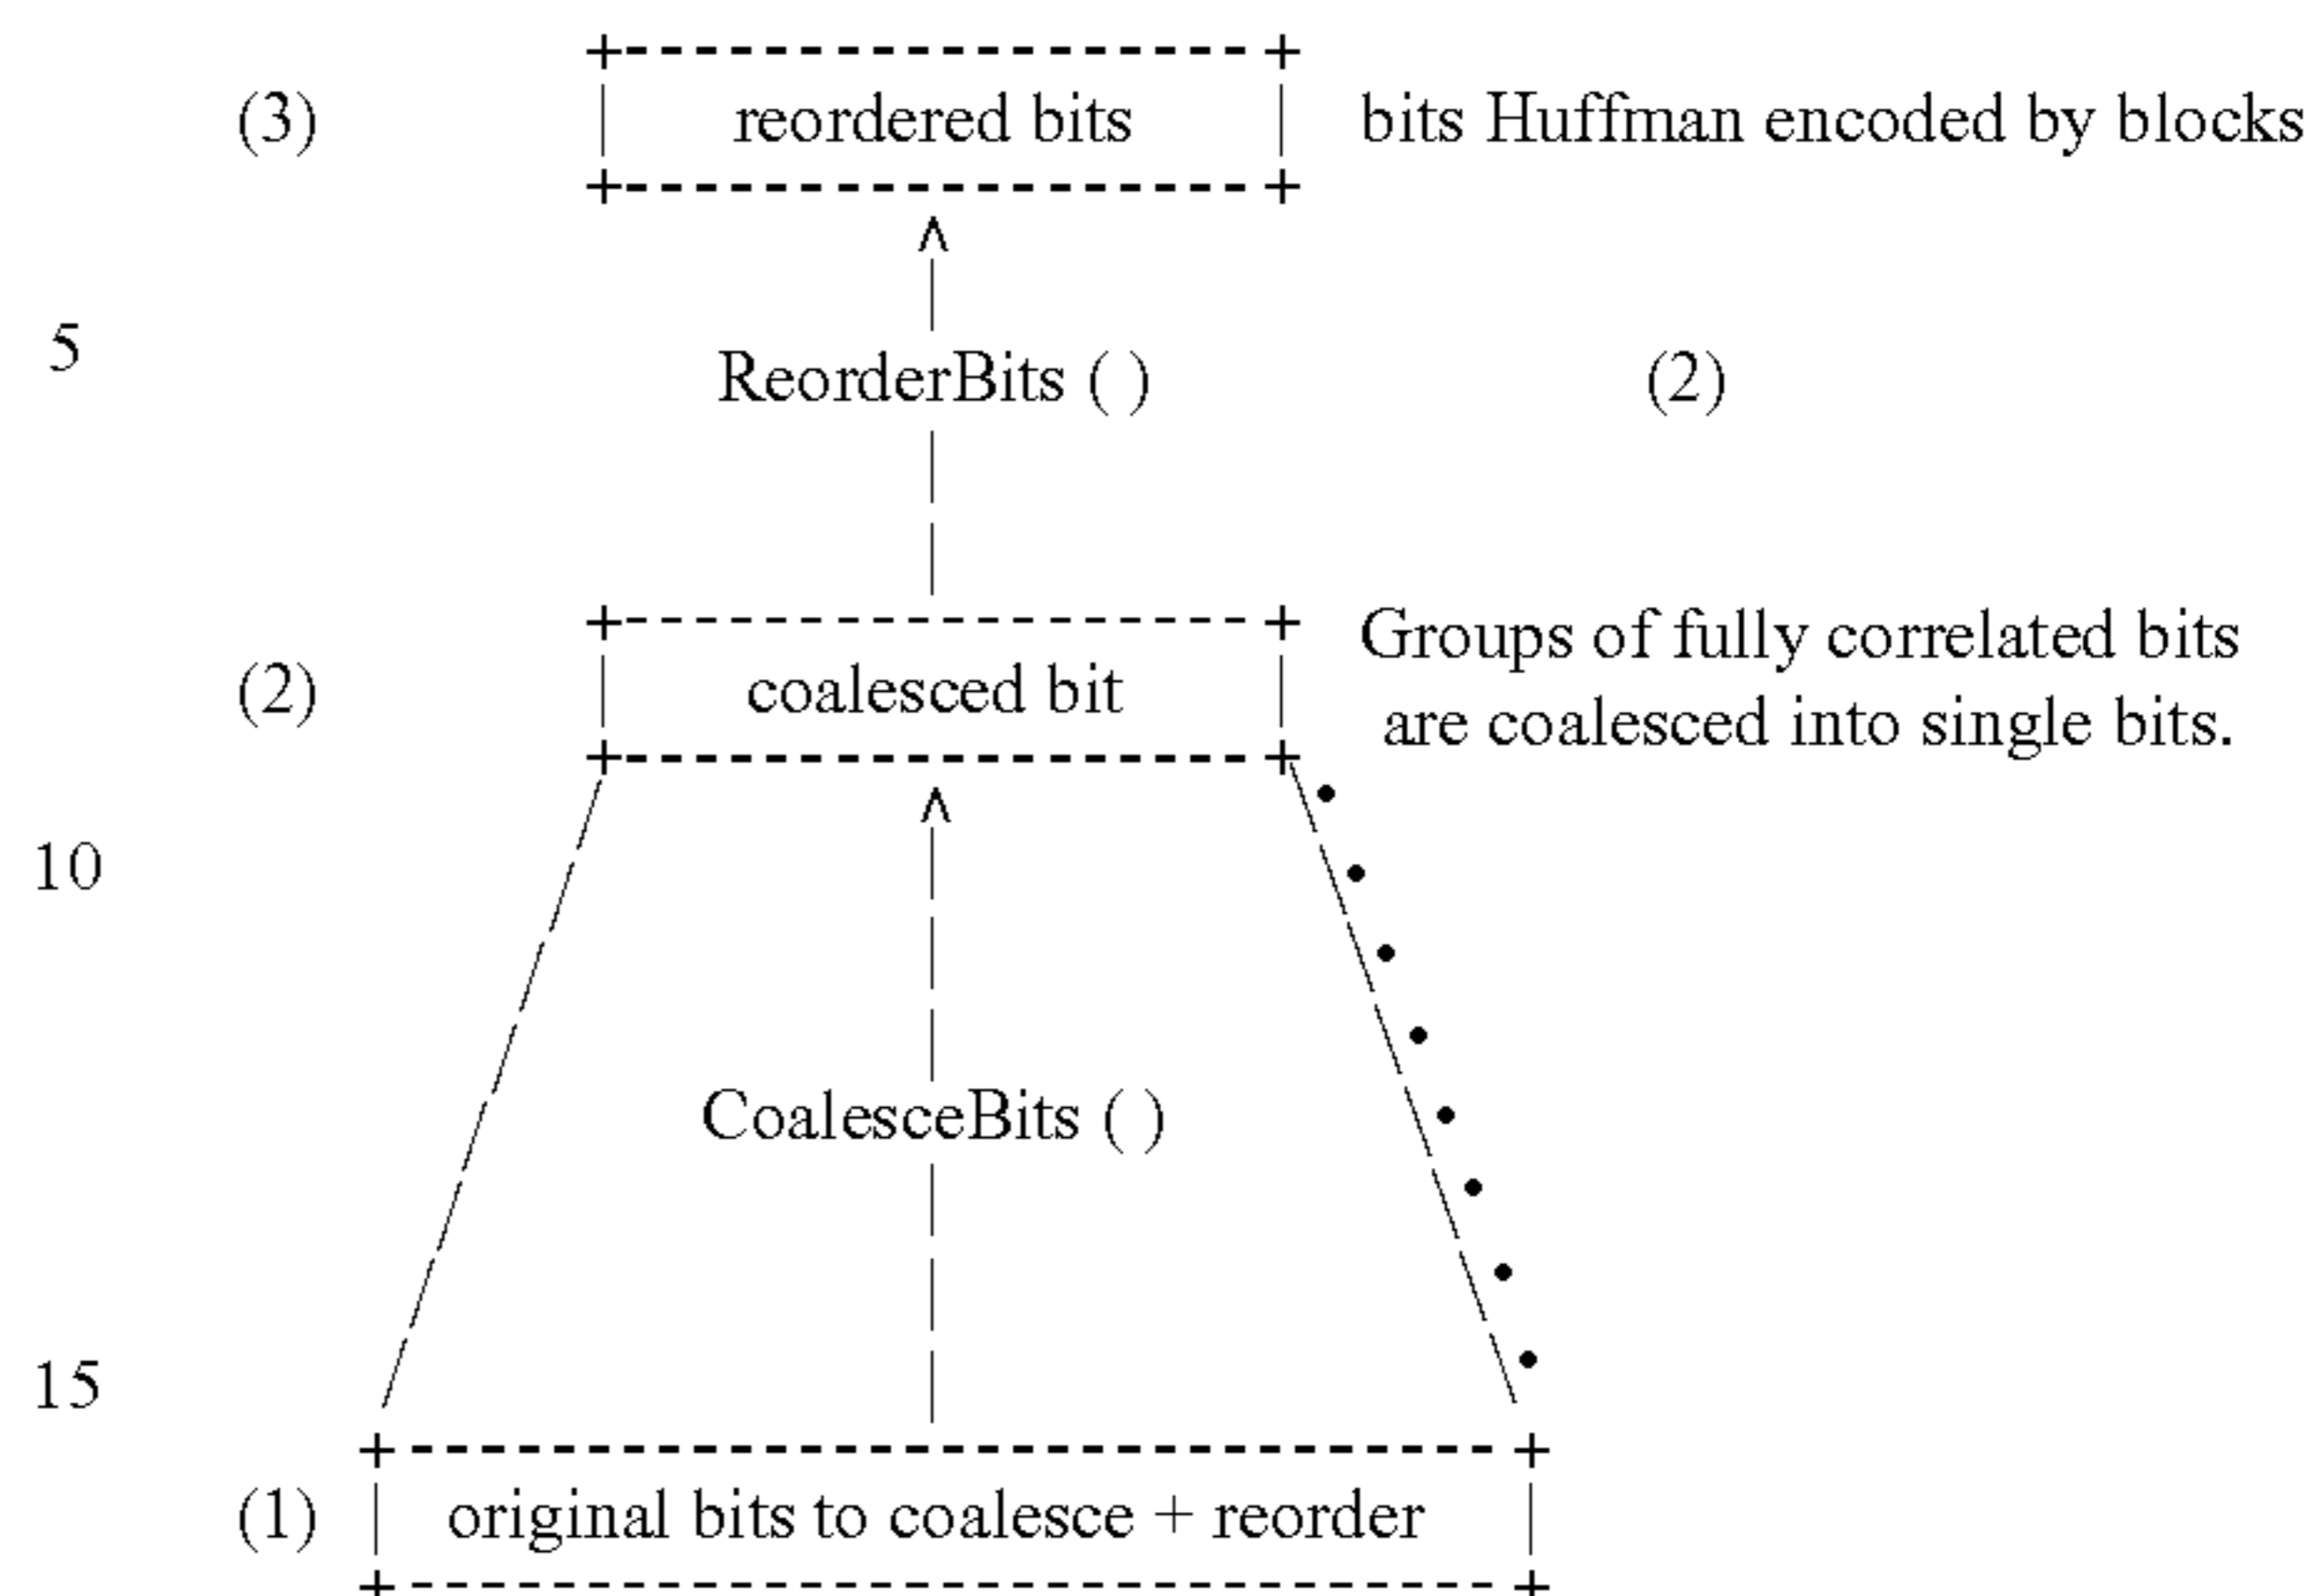 (3) reordered bits bits Huffman encoded by blocks
5
ReorderBits ( ) (2)
Groups of fully correlated bits
(2) coalesced bit
are coalesced into single bits.
10
CoalesceBits ( )
15
(1) original bits to coalesce + reorder